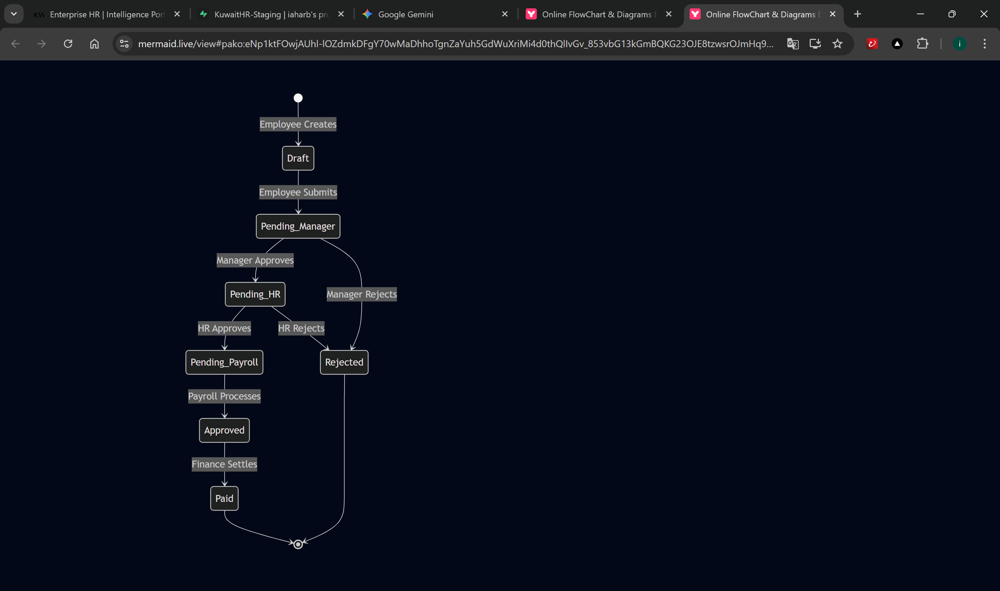 KW Enterprise HR | Intelligence Port
KuwaitHR-Staging | iaharb's pro
Google Gemini
Online FlowChart & Diagrams E
Online FlowChart & Diagrams E
mermaid.live/view#pako:eNp1ktFOwjAUhl-lOZdmkDFgY70wMaDhhoTgnZaYuh5GdWuXriMi4d0thQlIvGv_853vbG13kGmBQKG23OJE8tzwsrOJmHq9...
i
Employee Creates
Draft
Employee Submits
Pending_Manager
Manager Approves
Pending_HR
Manager Rejects
HR Approves
HR Rejects
Pending_Payroll
Rejected
Payroll Processes
Approved
Finance Settles
Paid